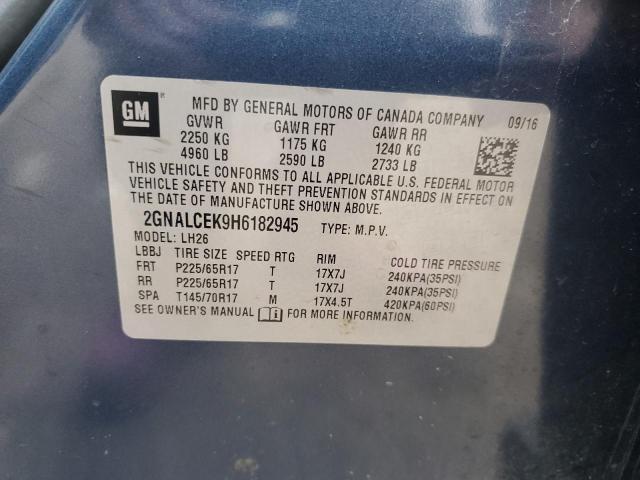 GM
MFD BY GENERAL MOTORS OF CANADA COMPANY 09/16
GVWR GAWR FRT GAWR RR
2250 KG 1175 KG 1240 KG
4960 LB 2590 LB 2733 LB
THIS VEHICLE CONFORMS TO ALL APPLICABLE U.S. FEDERAL MOTOR
VEHICLE SAFETY AND THEFT PREVENTION STANDARDS IN EFFECT ON
THE DATE OF MANUFACTURE SHOWN ABOVE.
2GNALCEK9H6182945 TYPE: M.P.V.
MODEL: LH26
LBBJ TIRE SIZE SPEED RTG RIM COLD TIRE PRESSURE
FRT P225/65R17 T 17X7J 240KPA(35PSI)
RR P225/65R17 T 17X7J 240KPA(35PSI)
SPA T145/70R17 M 17X4.5T 420KPA(60PSI)
SEE OWNER'S MANUAL FOR MORE INFORMATION.